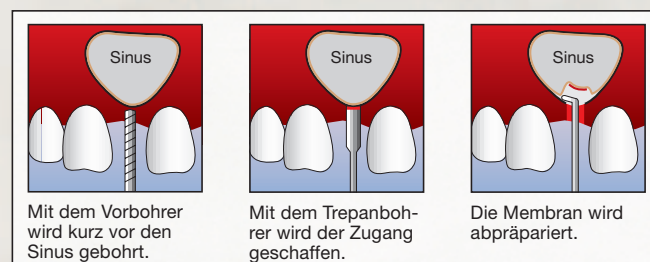 Sinus
Mit dem Vorbohrer
wird kurz vor den
Sinus gebohrt.
Sinus
Mit dem Trepanboh-
rer wird der Zugang
geschaffen.
Sinus
Die Membran wird
abpräpariert.